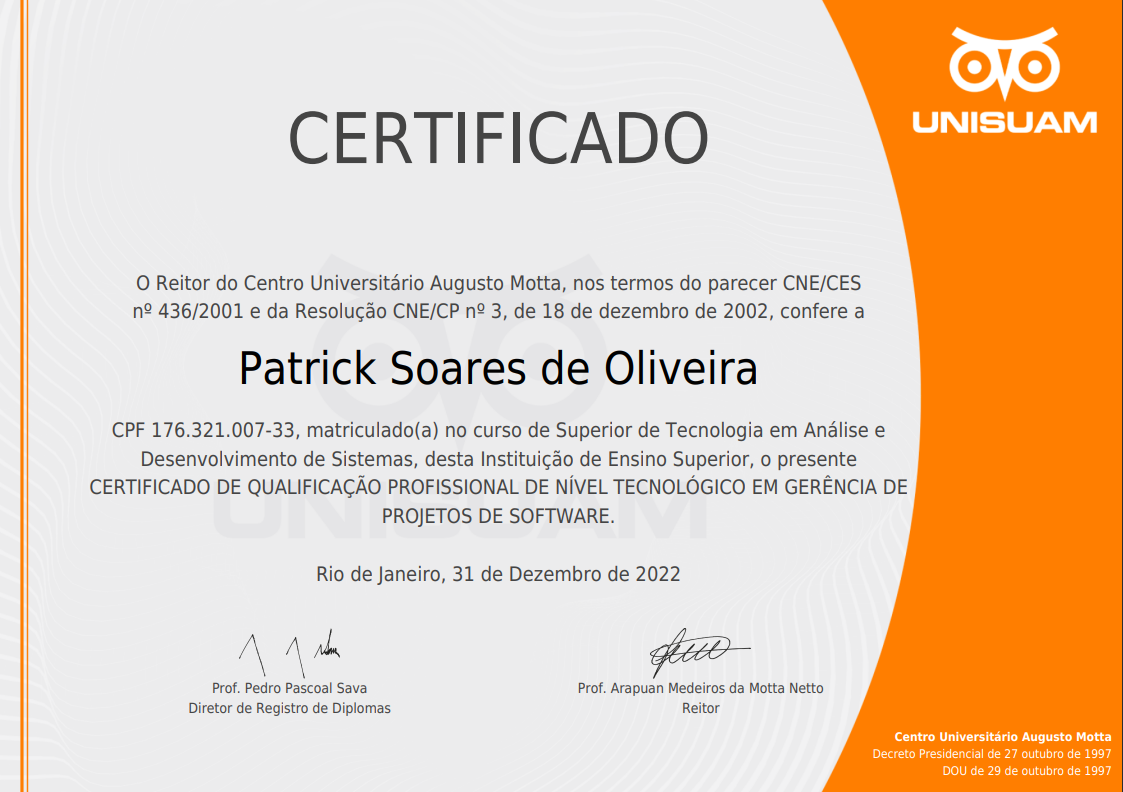 UNISUAM
CERTIFICADO
O Reitor do Centro Universitário Augusto Motta, nos termos do parecer CNE/CES
nº 436/2001 e da Resolução CNE/CP nº 3, de 18 de dezembro de 2002, confere a
Patrick Soares de Oliveira
CPF 176.321.007-33, matriculado(a) no curso de Superior de Tecnologia em Análise e
Desenvolvimento de Sistemas, desta Instituição de Ensino Superior, o presente
CERTIFICADO DE QUALIFICAÇÃO PROFISSIONAL DE NÍVEL TECNOLÓGICO EM GERÊNCIA DE
PROJETOS DE SOFTWARE.
UNISUAM
Rio de Janeiro, 31 de Dezembro de 2022
Prof. Pedro Pascoal Sava
Diretor de Registro de Diplomas
Prof. Arapuan Medeiros da Motta Netto
Reitor
Centro Universitário Augusto Motta
Decreto Presidencial de 27 outubro de 1997
DOU de 29 de outubro de 1997